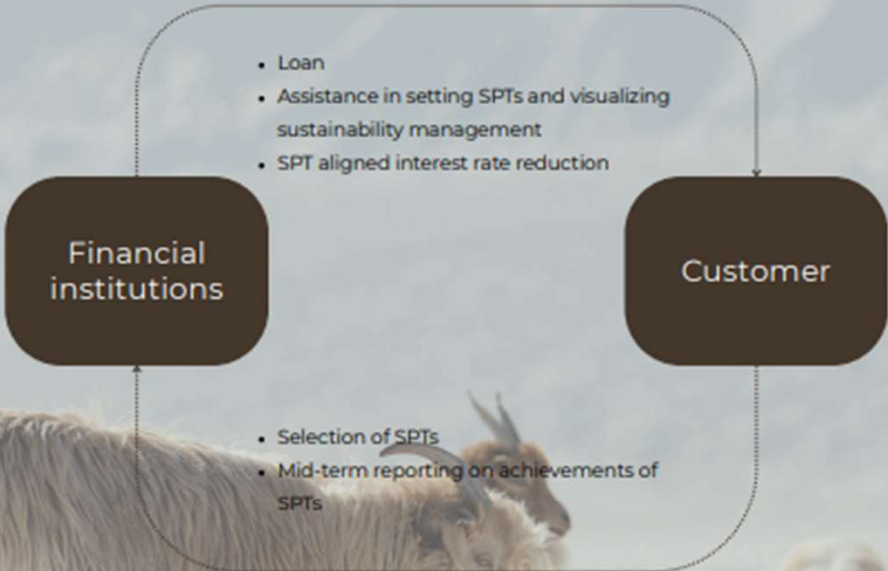 • Loan
• Assistance in setting SPTs and visualizing
sustainability management
• SPT aligned interest rate reduction
Financial
institutions
Customer
• Selection of SPTs
• Mid-term reporting on achievements of
SPTs